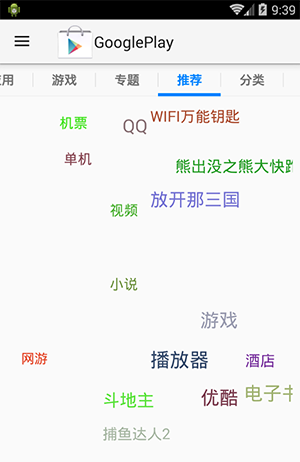 9:39
GooglePlay
应用 游戏 专题 推荐 分类
机票
QQ
WIFI万能钥匙
单机
熊出没之熊大快跑
放开那三国
视频
小说
游戏
网游
播放器
酒店
电子书
优酷
斗地主
捕鱼达人2